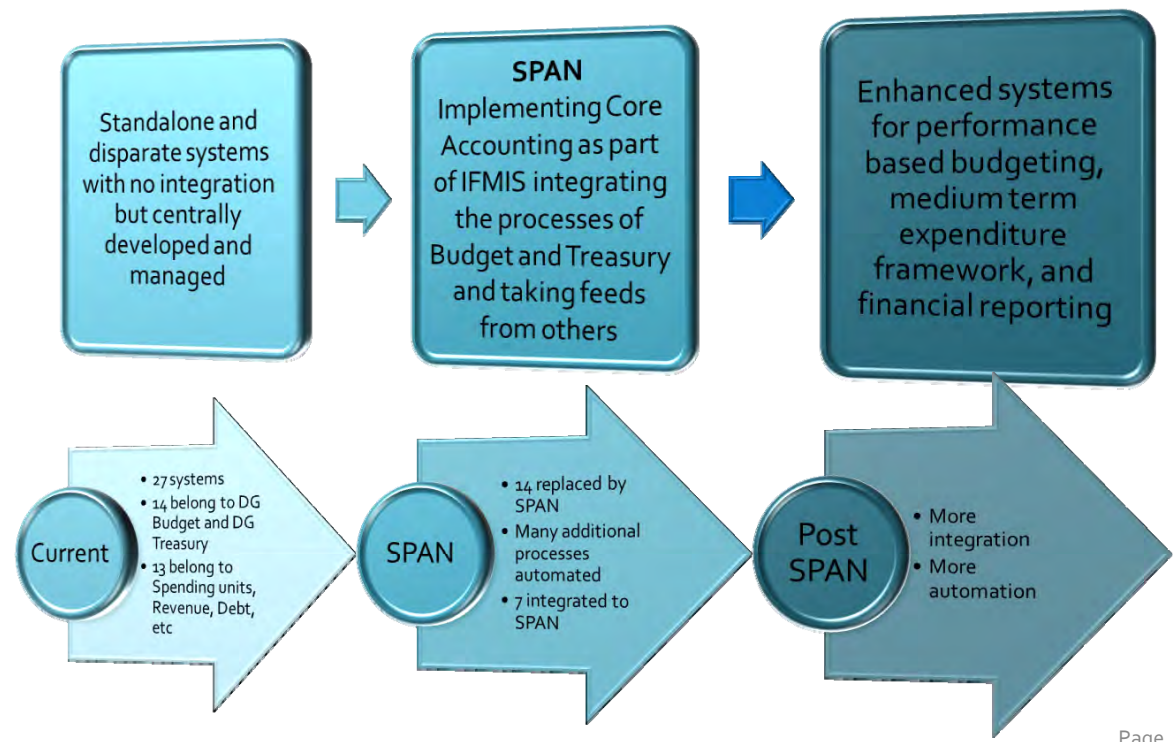 Standalone and
disparate systems
with no integration
but centrally
developed and
managed
SPAN
Implementing Core
Accounting as part
of IFMIS integrating
the processes of
Budget and Treasury
and taking feeds
from others
Enhanced systems
for performance
based budgeting,
medium term
expenditure
framework, and
financial reporting
Current
• 27 systems
• 14 belong to DG
Budget and DG
Treasury
• 13 belong to
Spending units,
Revenue, Debt,
etc
SPAN
• 14 replaced by
SPAN
• Many additional
processes
automated
• 7 integrated to
SPAN
Post
SPAN
• More
integration
• More
automation
Page